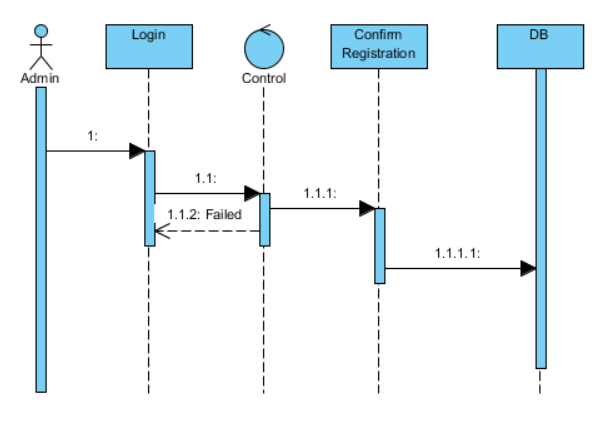 Login
Confirm
Registration
DB
Admin
Control
1:
1.1:
1.1.1:
1.1.2: Failed
1.1.1.1: